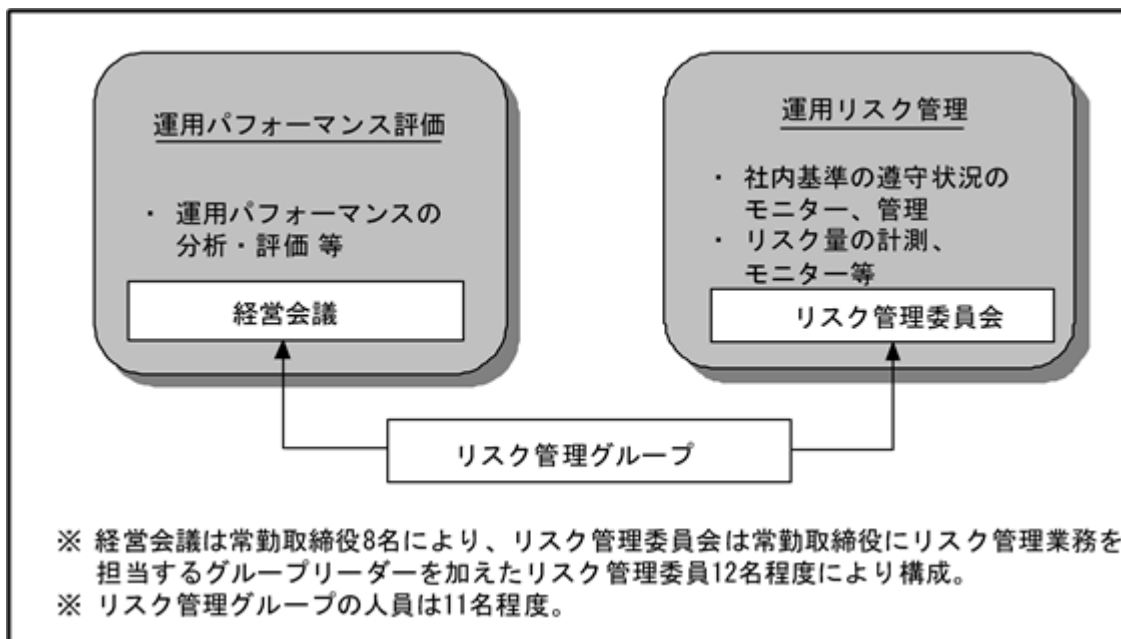 運用パフォーマンス評価
・ 運用パフォーマンスの
分析・評価 等
経営会議
運用リスク管理
・ 社内基準の遵守状況の
モニター、管理
・ リスク量の計測、
モニター等
リスク管理委員会
リスク管理グループ
※ 経営会議は常勤取締役8名により、リスク管理委員会は常勤取締役にリスク管理業務を
担当するグループリーダーを加えたリスク管理委員12名程度により構成。
※ リスク管理グループの人員は11名程度。